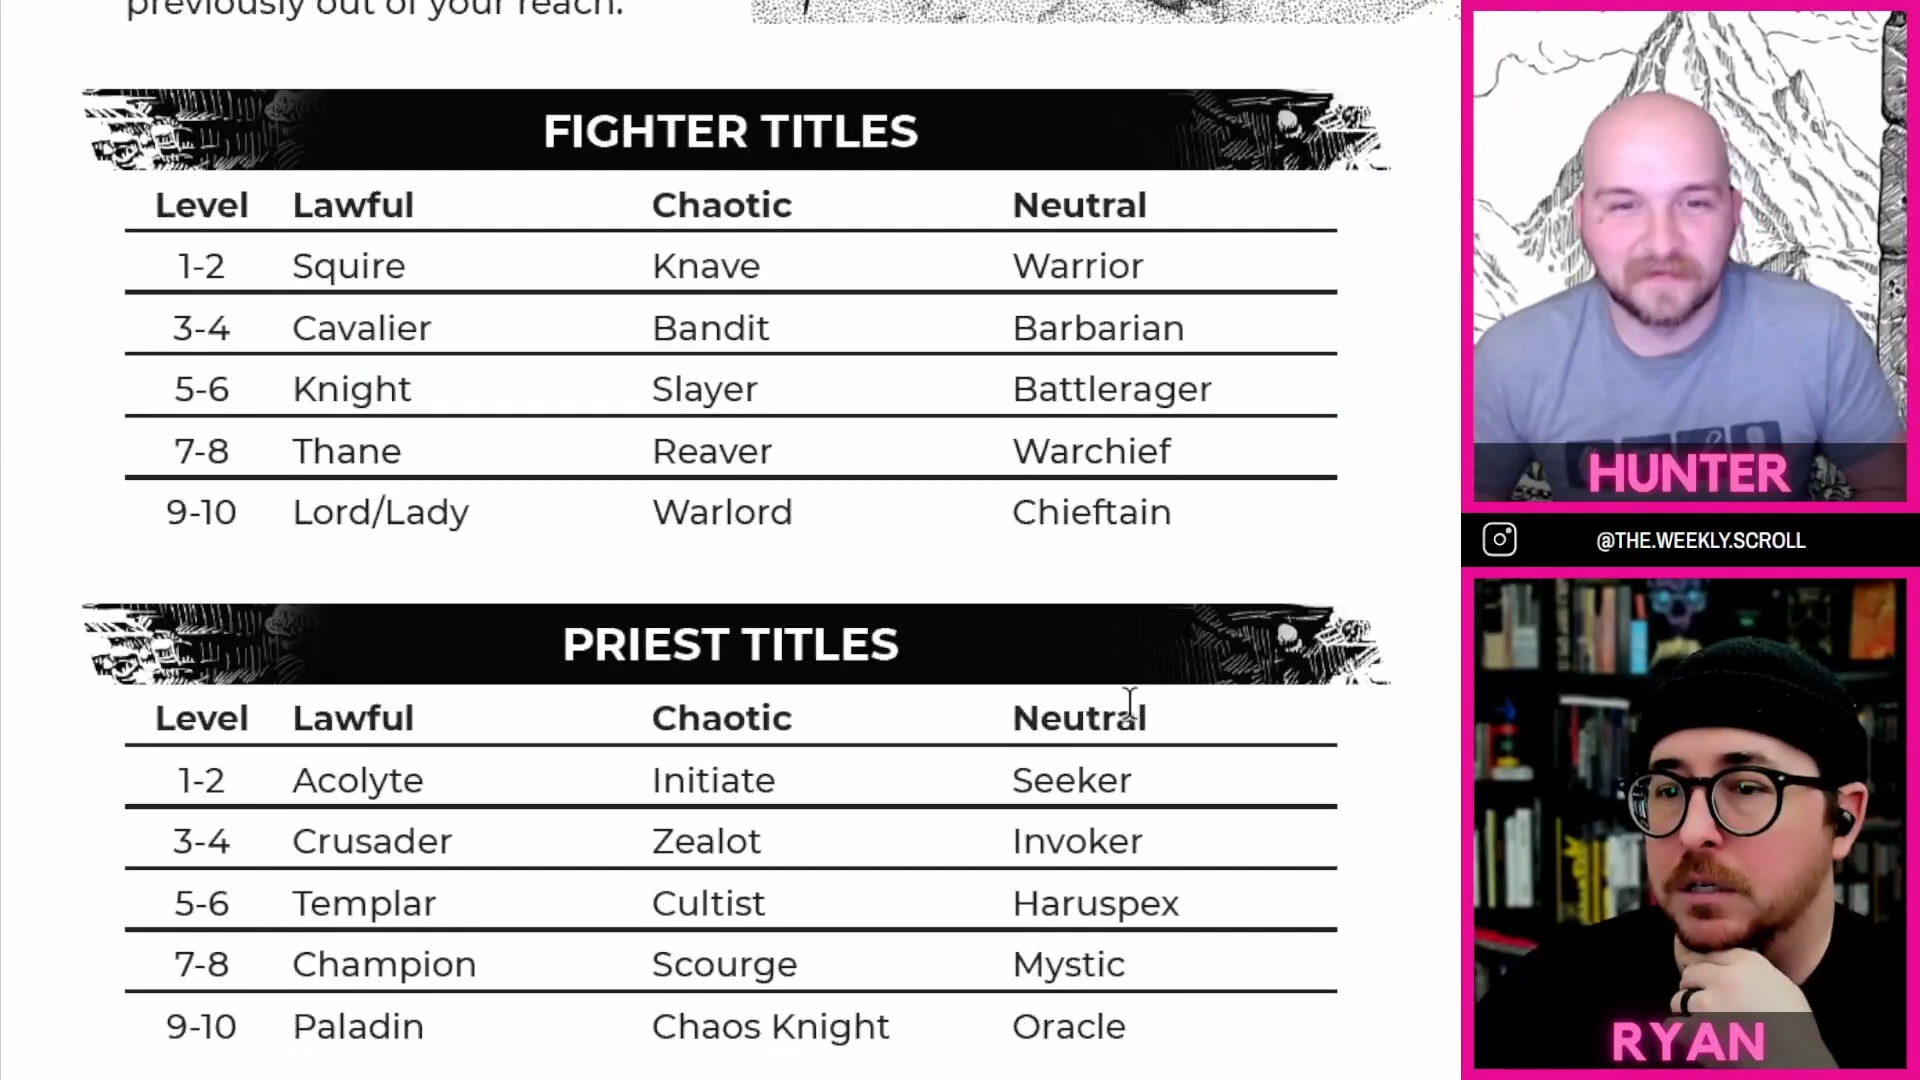 previously out of your reach.
FIGHTER TITLES
Level Lawful Chaotic Neutral
1-2 Squire Knave Warrior
3-4 Cavalier Bandit Barbarian
5-6 Knight Slayer Battlerager
7-8 Thane Reaver Warchief
9-10 Lord/Lady Warlord Chieftain
PRIEST TITLES
Level Lawful Chaotic Neutral
1-2 Acolyte Initiate Seeker
3-4 Crusader Zealot Invoker
5-6 Templar Cultist Haruspex
7-8 Champion Scourge Mystic
9-10 Paladin Chaos Knight Oracle
HUNTER
@THE.WEEKLY.SCROLL
RYAN